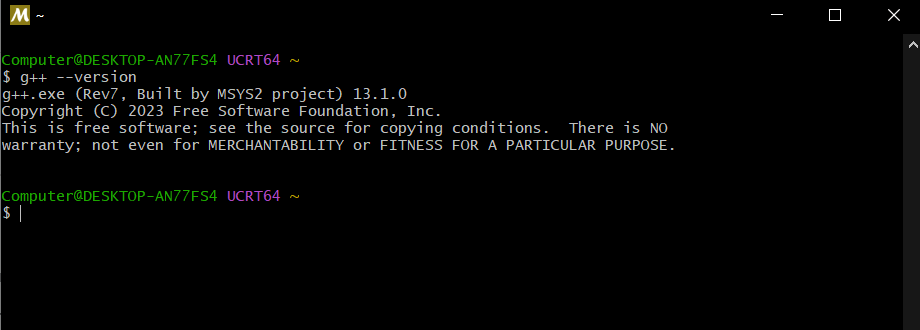 M ~
Computer@DESKTOP-AN77FS4 UCRT64 ~
$ g++ --version
g++.exe (Rev7, Built by MSYS2 project) 13.1.0
Copyright (C) 2023 Free Software Foundation, Inc.
This is free software; see the source for copying conditions.  There is NO
warranty; not even for MERCHANTABILITY or FITNESS FOR A PARTICULAR PURPOSE.
Computer@DESKTOP-AN77FS4 UCRT64 ~
$